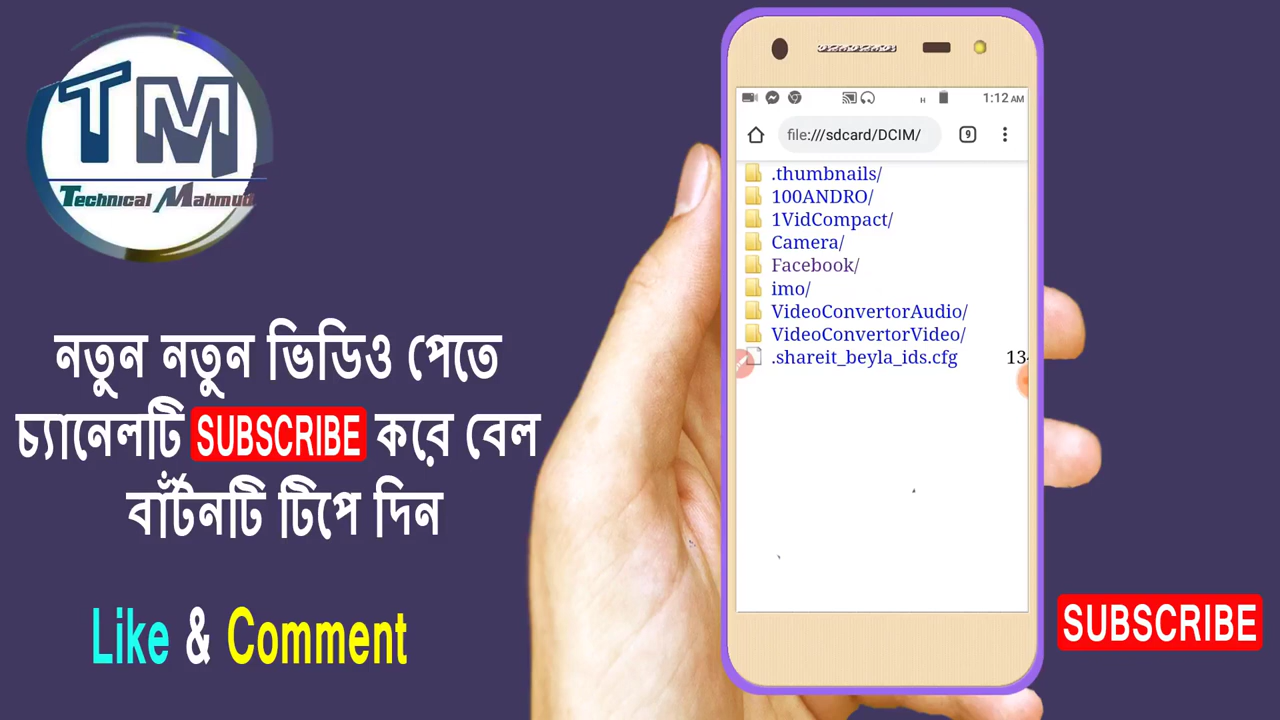 TM
Technical Mahmud
নতুন নতুন ভিডিও পেতে
চ্যানেলটি SUBSCRIBE করে বেল
বাঁটনটি টিপে দিন
Like & Comment
1:12 AM
file:///sdcard/DCIM/
9
.thumbnails/
100ANDRO/
1VidCompact/
Camera/
Facebook/
imo/
VideoConvertorAudio/
VideoConvertorVideo/
.shareit_beyla_ids.cfg
SUBSCRIBE